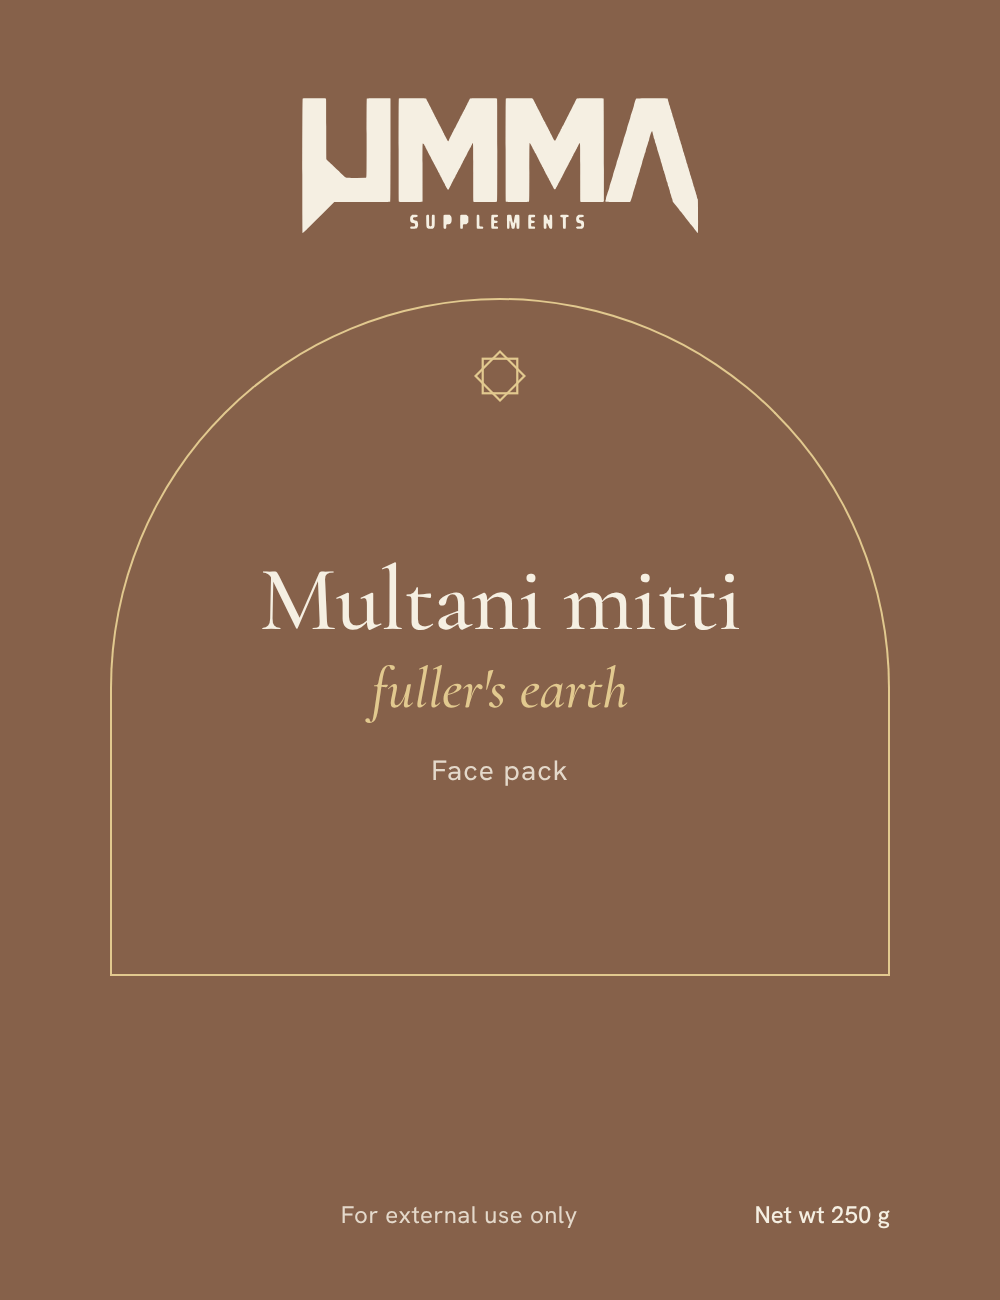 UMMA
SUPPLEMENTS
Multani mitti
fuller's earth
Face pack
For external use only
Net wt 250 g